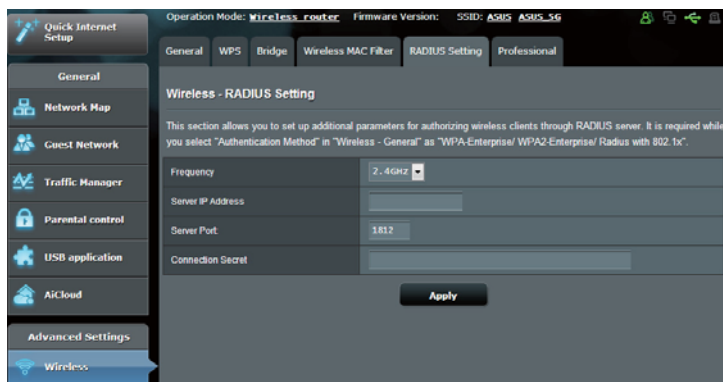 Quick Internet
Setup
Operation Mode: Wireless router Firmware Version: SSID: ASUS ASUS_5G
General WPS Bridge Wireless MAC Filter RADIUS Setting Professional
General
Network Map
Guest Network
Traffic Manager
Parental control
USB application
AiCloud
Advanced Settings
Wireless
Wireless - RADIUS Setting
This section allows you to set up additional parameters for authorizing wireless clients through RADIUS server. It is required while
you select "Authentication Method" in "Wireless - General" as "WPA-Enterprise/ WPA2-Enterprise/ Radius with 802.1x".
Frequency 2.4GHz
Server IP Address
Server Port: 1812
Connection Secret
Apply